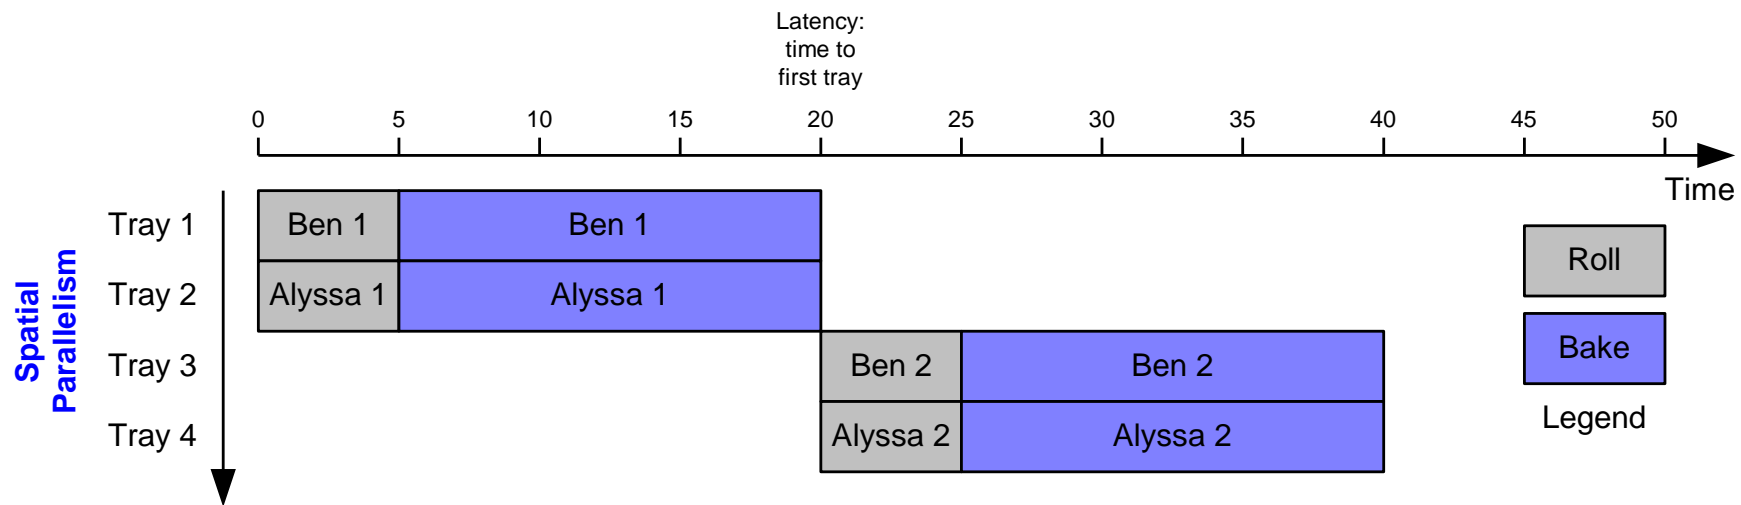 Latency:
time to
first tray
0 5 10 15 20 25 30 35 40 45 50
Time
Spatial
Parallelism
Tray 1 Ben 1 Ben 1
Tray 2 Alyssa 1 Alyssa 1
Tray 3 Ben 2 Ben 2
Tray 4 Alyssa 2 Alyssa 2
Roll
Bake
Legend